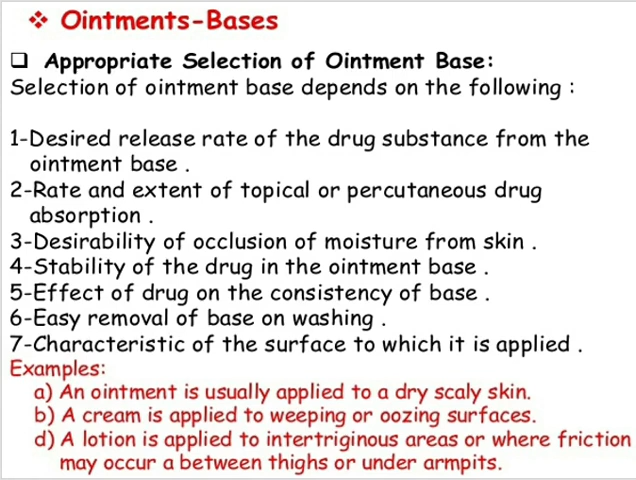 ❖ Ointments-Bases
❑ Appropriate Selection of Ointment Base:
Selection of ointment base depends on the following :
1-Desired release rate of the drug substance from the
ointment base .
2-Rate and extent of topical or percutaneous drug
absorption .
3-Desirability of occlusion of moisture from skin .
4-Stability of the drug in the ointment base .
5-Effect of drug on the consistency of base .
6-Easy removal of base on washing .
7-Characteristic of the surface to which it is applied .
Examples:
a) An ointment is usually applied to a dry scaly skin.
b) A cream is applied to weeping or oozing surfaces.
d) A lotion is applied to intertriginous areas or where friction
may occur a between thighs or under armpits.